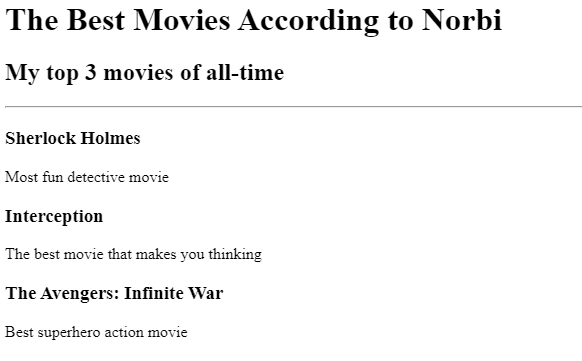 The Best Movies According to Norbi
My top 3 movies of all-time
Sherlock Holmes
Most fun detective movie
Interception
The best movie that makes you thinking
The Avengers: Infinite War
Best superhero action movie